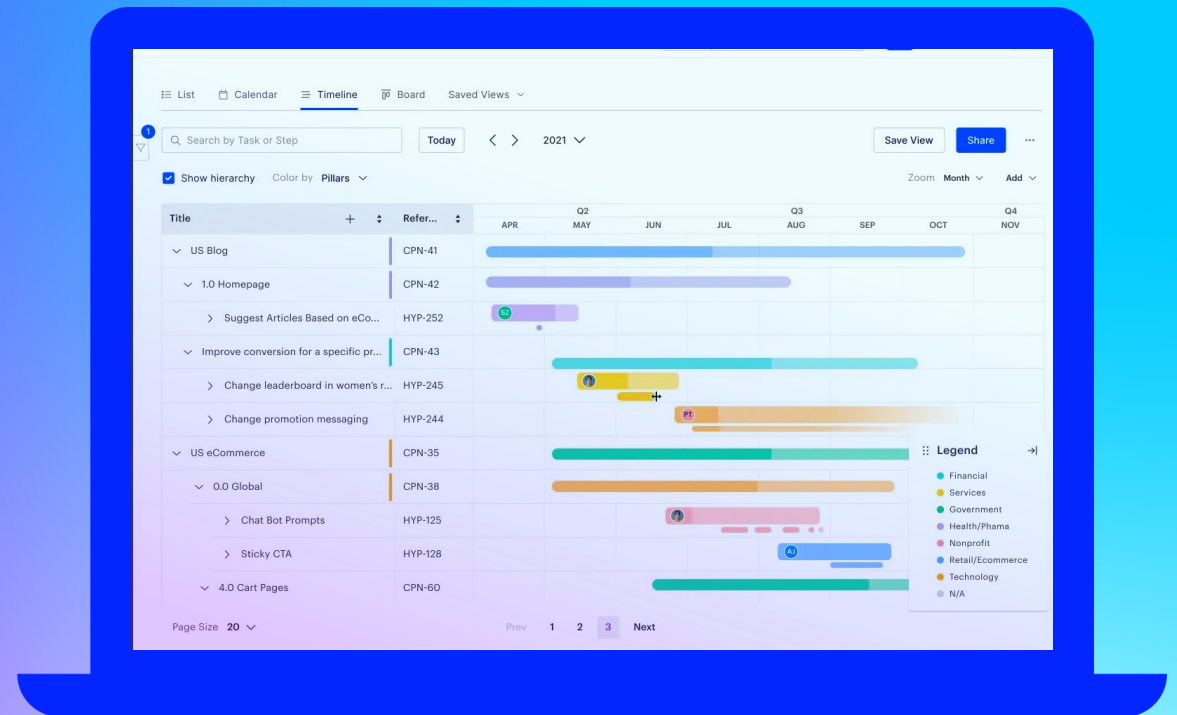 List Calendar Timeline Board Saved Views
1
Search by Task or Step Today 2021 Save View Share ...
Show hierarchy Color by Pillars Zoom Month Add
Title Refer... Q2 Q3 Q4
APR MAY JUN JUL AUG SEP OCT NOV
US Blog CPN-41
1.0 Homepage CPN-42
Suggest Articles Based on eCo... HYP-252 SZ
Improve conversion for a specific pr... CPN-43
Change leaderboard in women's r... HYP-245
Change promotion messaging HYP-244 PT
US eCommerce CPN-35
0.0 Global CPN-38
Chat Bot Prompts HYP-125
Sticky CTA HYP-128 AJ
4.0 Cart Pages CPN-60
Legend
Financial
Services
Government
Health/Phama
Nonprofit
Retail/Ecommerce
Technology
N/A
Page Size 20 Prev 1 2 3 Next